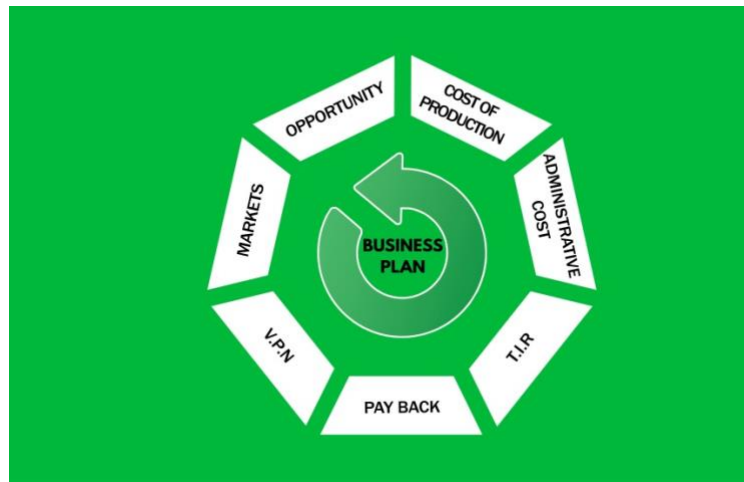 OPPORTUNITY
COST OF
PRODUCTION
ADMINISTRATIVE
COST
T.I.R
PAY BACK
V.P.N
MARKETS
BUSINESS
PLAN